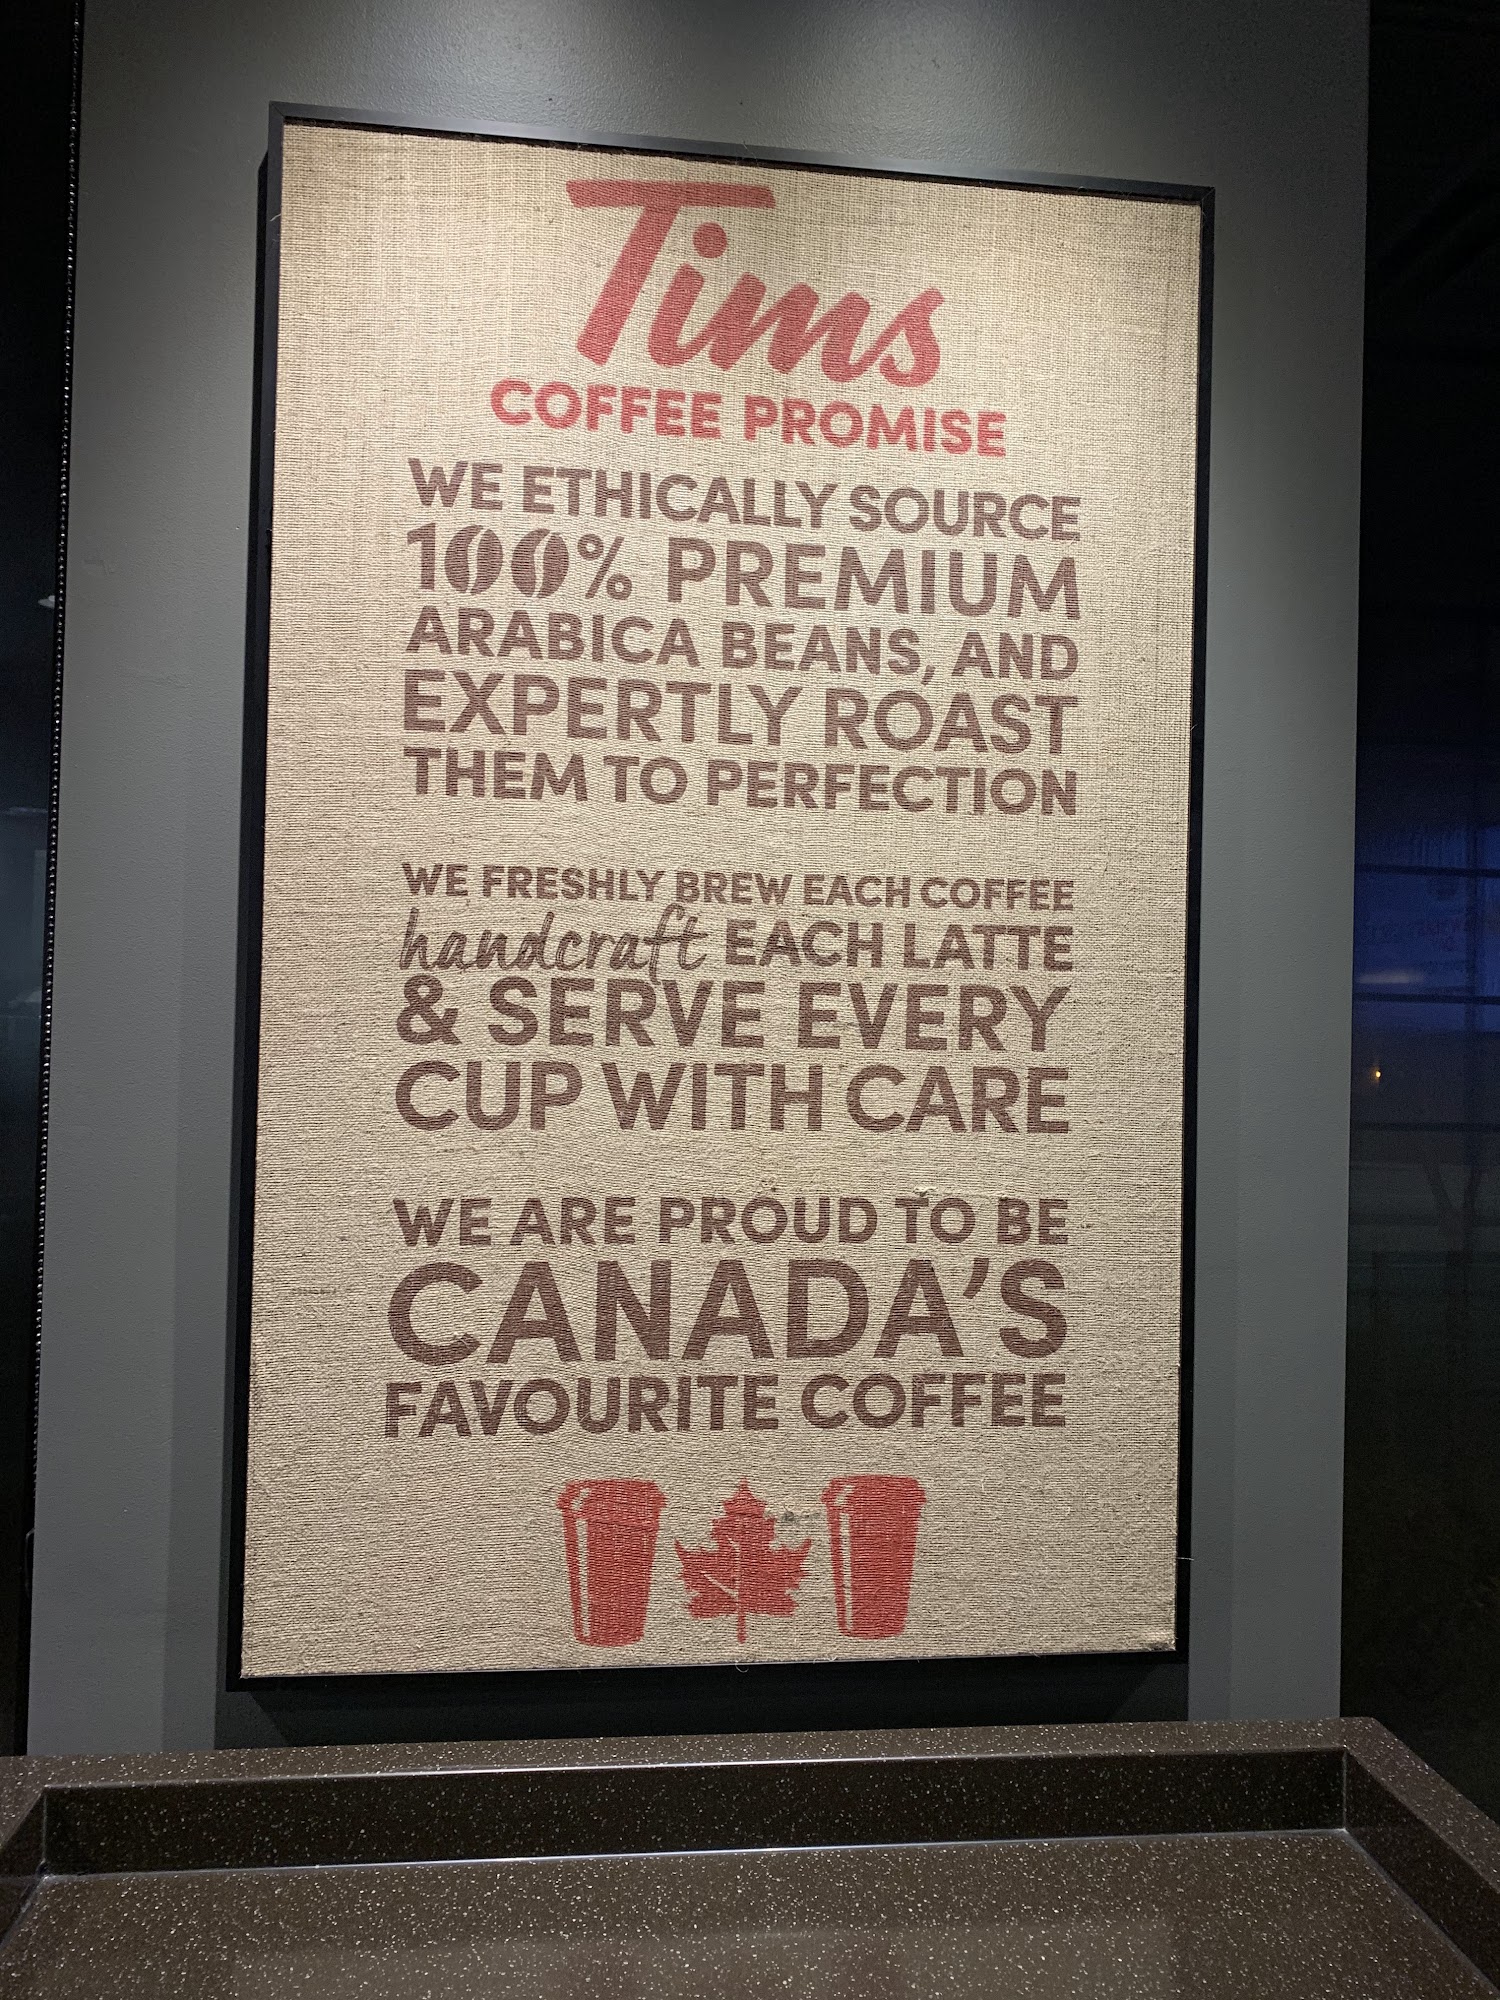 Tims
COFFEE PROMISE
WE ETHICALLY SOURCE
100% PREMIUM
ARABICA BEANS, AND
EXPERTLY ROAST
THEM TO PERFECTION
WE FRESHLY BREW EACH COFFEE
handcraft EACH LATTE
& SERVE EVERY
CUP WITH CARE
WE ARE PROUD TO BE
CANADA'S
FAVOURITE COFFEE